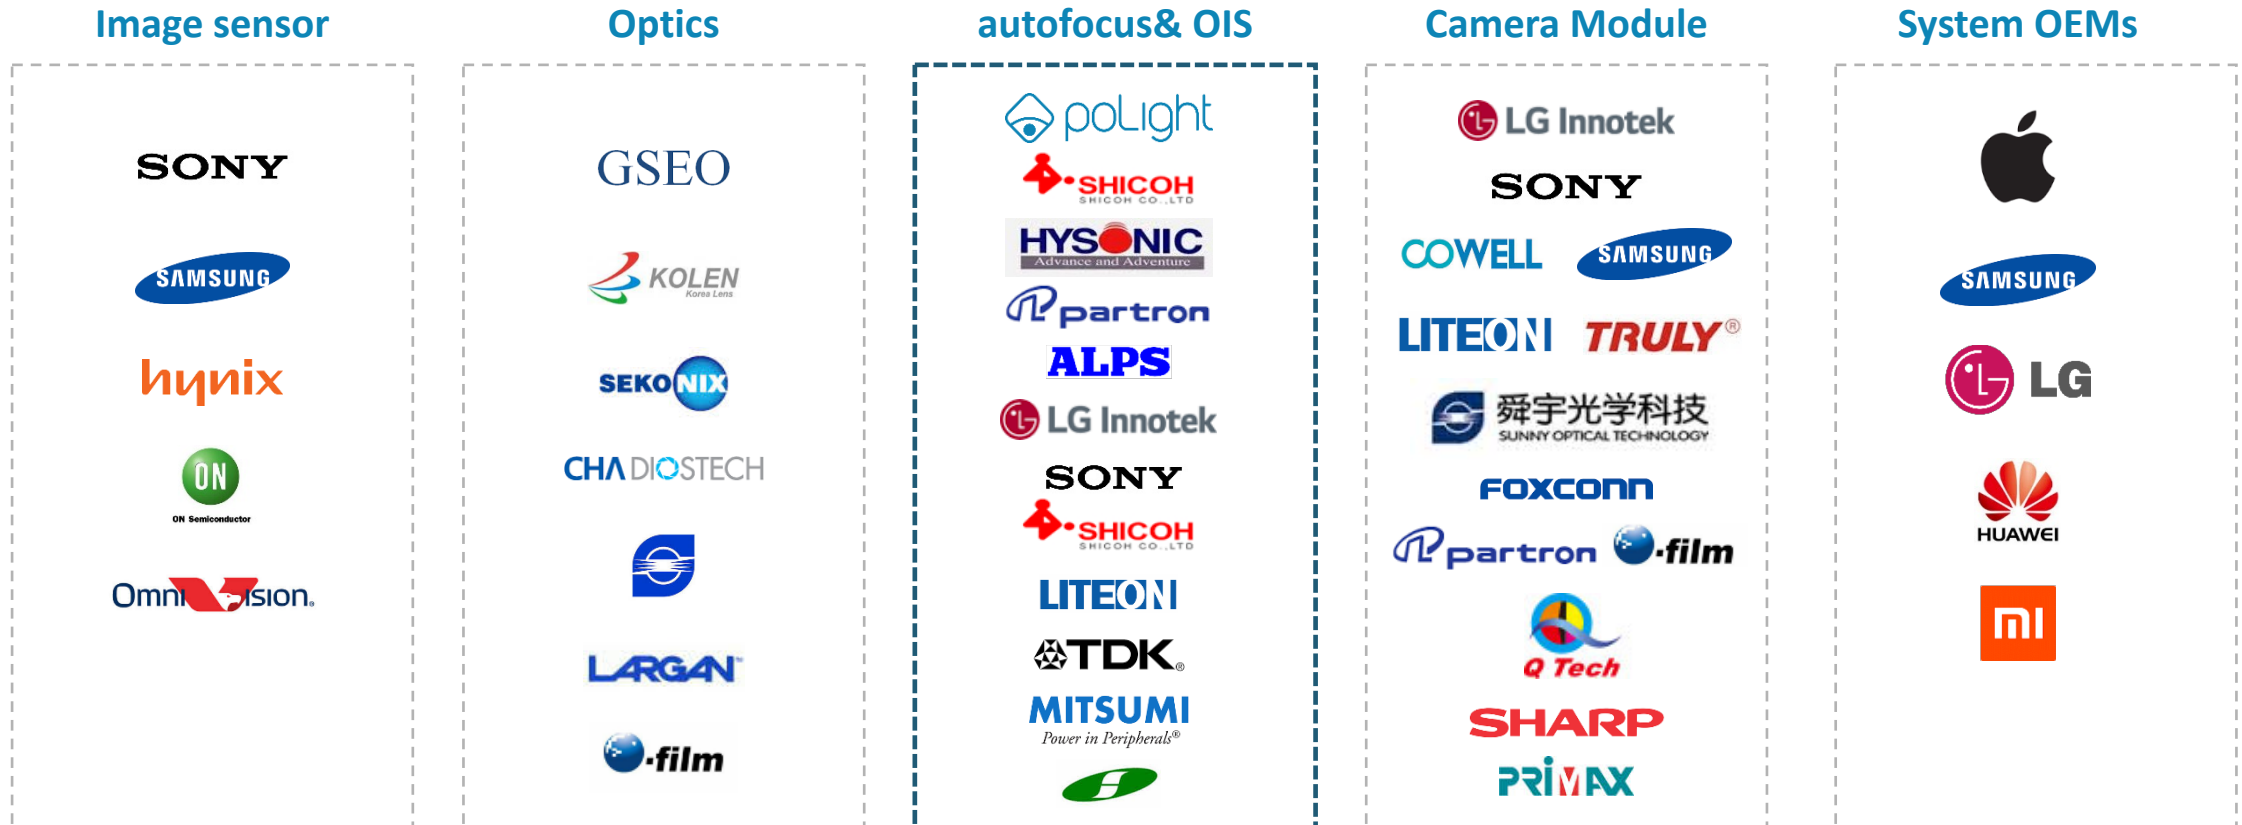 Image sensor
SONY
SAMSUNG
hynix
ON
ON Semiconductor
OmniVision®
Optics
GSEO
KOLEN
Korea Lens
SEKONIX
CHA DIOSTECH
LARGAN™
-film
autofocus& OIS
poLight
SHICOH
SHICOH CO.,LTD
HYSONIC
Advance and Adventure
partron
ALPS
LG Innotek
SONY
SHICOH
SHICOH CO.,LTD
LITEON
TDK®
MITSUMI
Power in Peripherals®
Camera Module
LG Innotek
SONY
COWELL SAMSUNG
LITEON TRULY®
舜宇光学科技
SUNNY OPTICAL TECHNOLOGY
FOXCONN
partron -film
Q Tech
SHARP
PRIMAX
System OEMs
SAMSUNG
LG
HUAWEI
mi